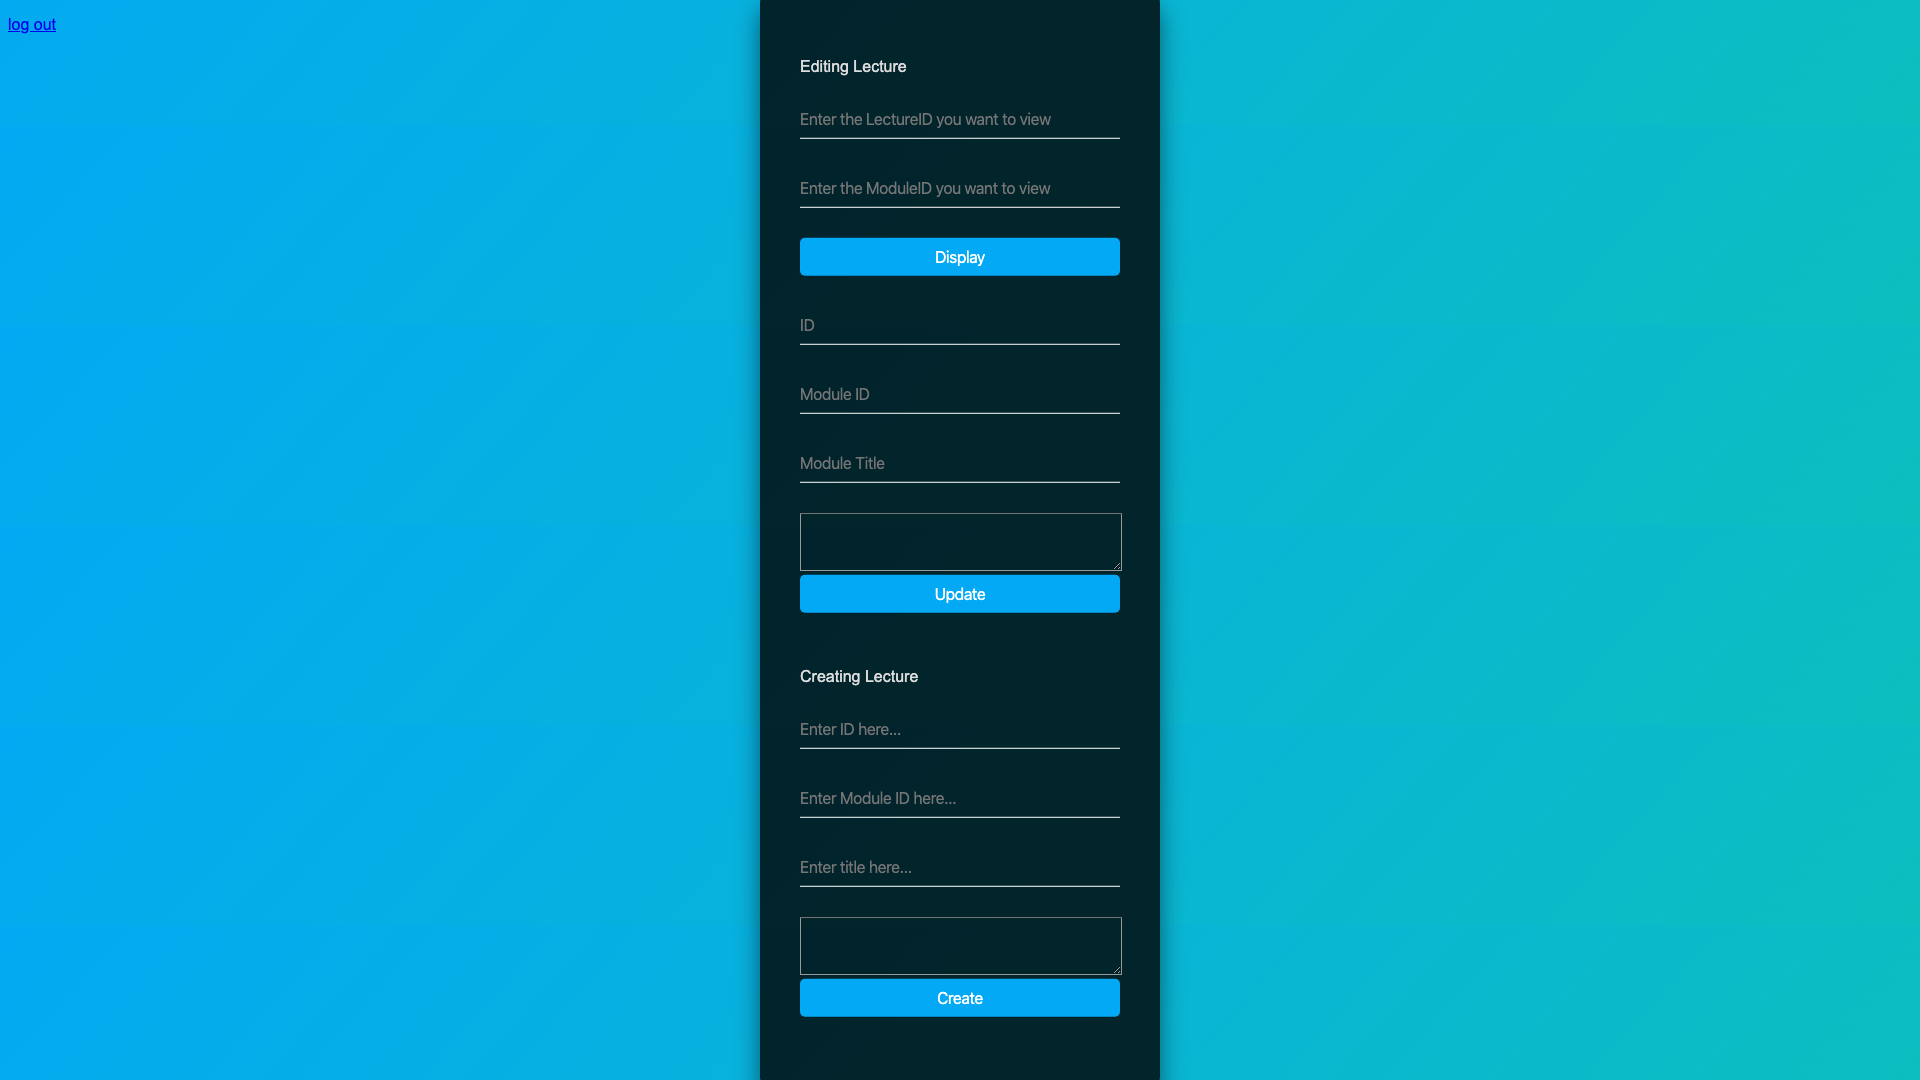 log out
Editing Lecture
Enter the LectureID you want to view
Enter the ModuleID you want to view
Display
ID
Module ID
Module Title
Update
Creating Lecture
Enter ID here...
Enter Module ID here...
Enter title here...
Create